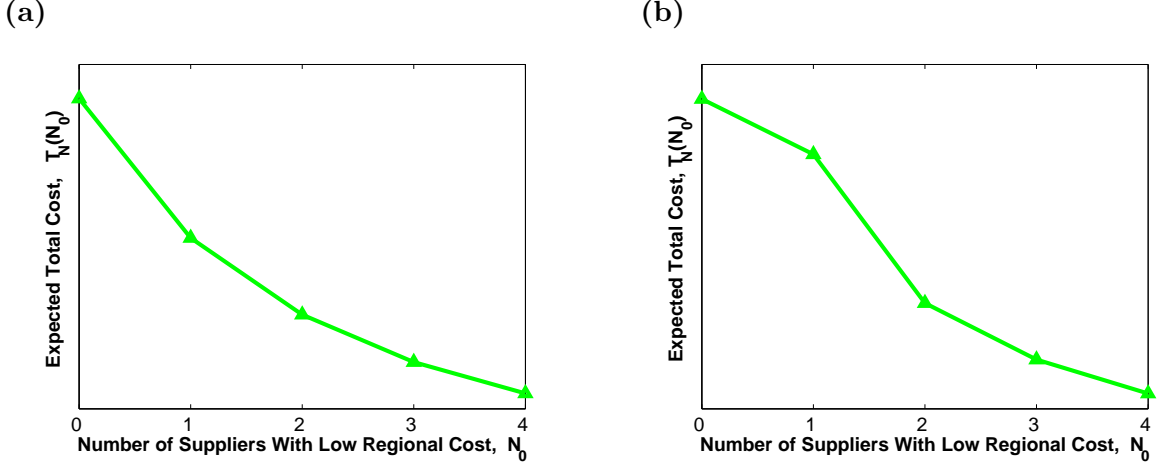 (a)
Expected Total Cost, T_N(N_0)
0 1 2 3 4
Number of Suppliers With Low Regional Cost, N_0
(b)
Expected Total Cost, T_N(N_0)
0 1 2 3 4
Number of Suppliers With Low Regional Cost, N_0